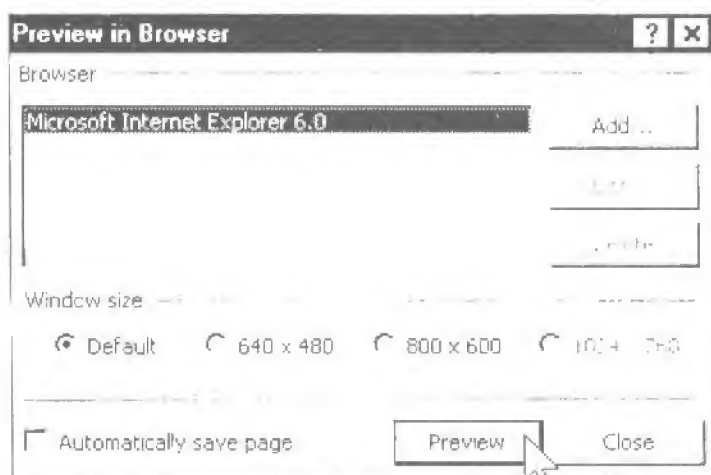 Preview in Browser
Browser
Microsoft Internet Explorer 6.0
Add...
Window size
Default 640 x 480 800 x 600
Automatically save page
Preview Close